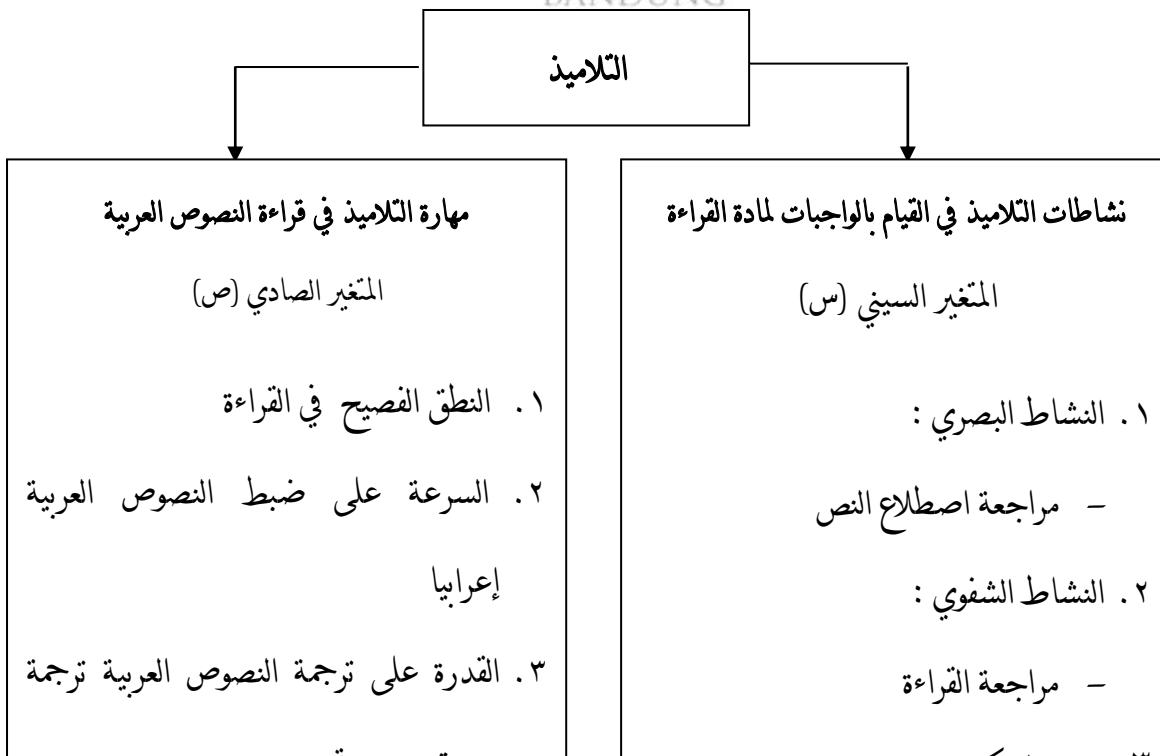 BANDUNG
التلاميذ
نشاطات التلاميذ في القيام بالواجبات لمادة القراءة
المتغير السيني (س)
١. النشاط البصري :
– مراجعة اصطلاع النص
٢. النشاط الشفوي :
– مراجعة القراءة
مهارة التلاميذ في قراءة النصوص العربية
المتغير الصادي (ص)
١. النطق الفصيح في القراءة
٢. السرعة على ضبط النصوص العربية
إعرابيا
٣. القدرة على ترجمة النصوص العربية ترجمة